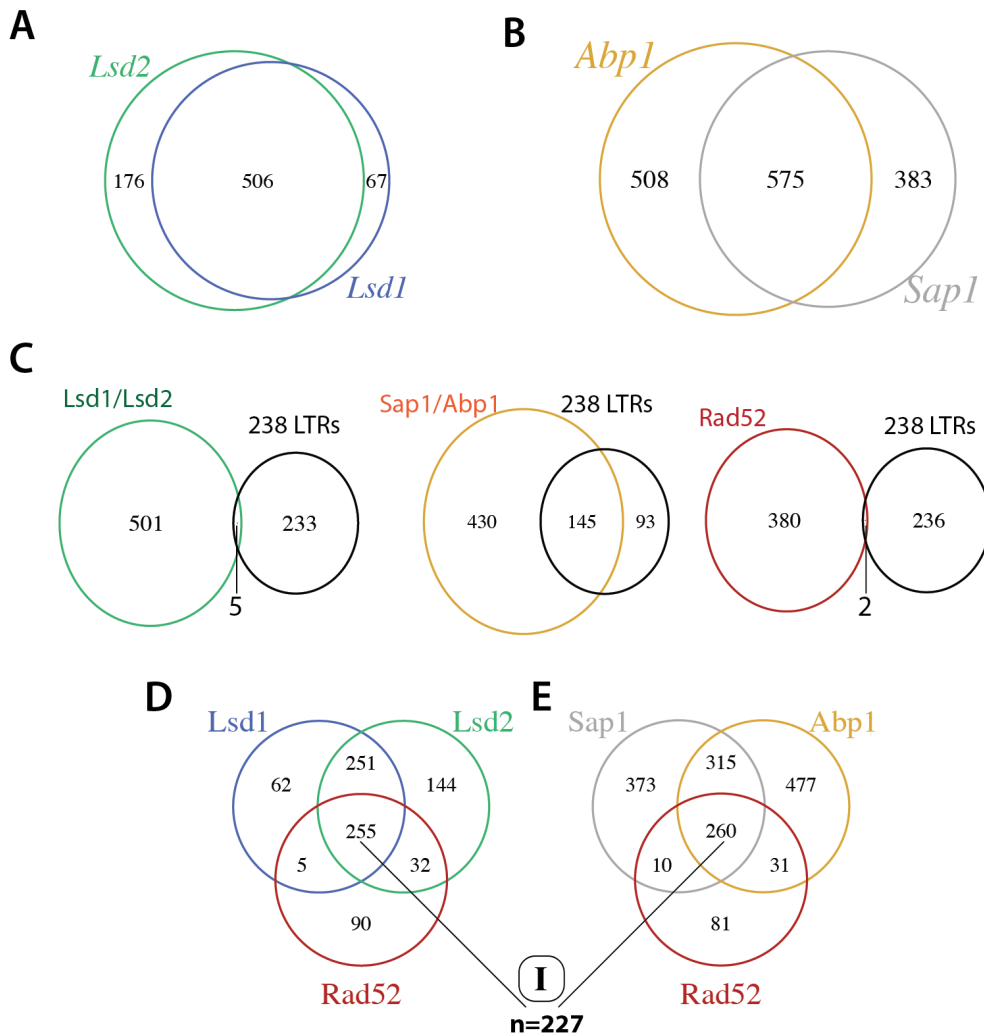 A
B
Lsd2
Abp1
176
506
67
508
575
383
Lsd1
Sap1
C
Lsd1/Lsd2
238 LTRs
Sap1/Abp1
238 LTRs
Rad52
238 LTRs
501
233
430
145
93
380
236
5
2
D
E
Lsd1
Lsd2
Sap1
Abp1
251
62
144
255
5
32
90
315
373
477
260
10
31
81
Rad52
Rad52
I
n=227